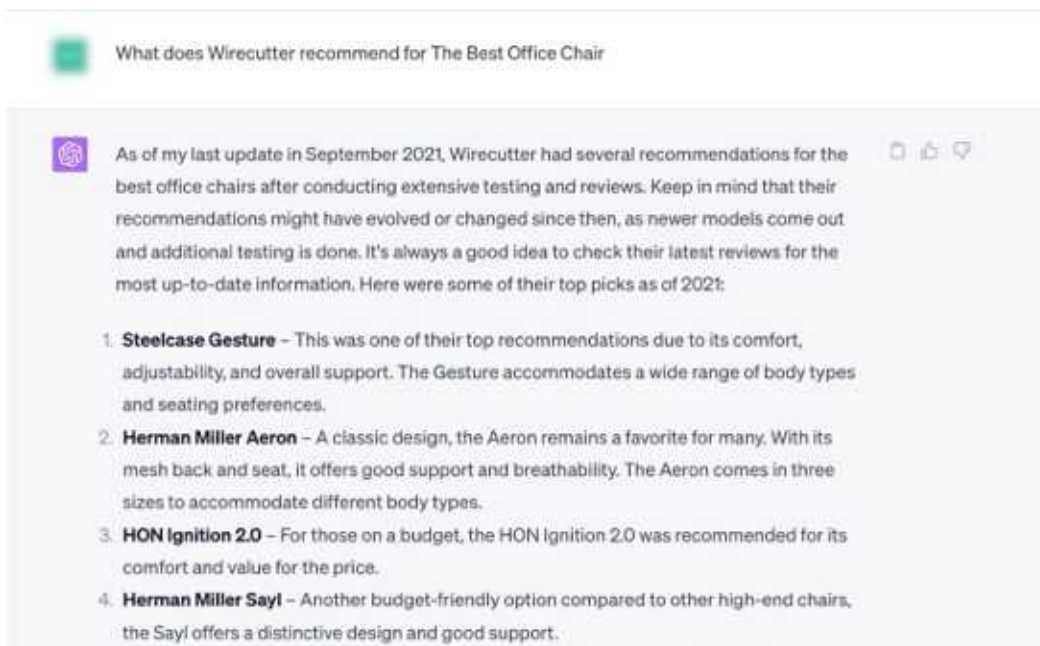 What does Wirecutter recommend for The Best Office Chair
As of my last update in September 2021, Wirecutter had several recommendations for the
best office chairs after conducting extensive testing and reviews. Keep in mind that their
recommendations might have evolved or changed since then, as newer models come out
and additional testing is done. It's always a good idea to check their latest reviews for the
most up-to-date information. Here were some of their top picks as of 2021:
1. Steelcase Gesture – This was one of their top recommendations due to its comfort,
adjustability, and overall support. The Gesture accommodates a wide range of body types
and seating preferences.
2. Herman Miller Aeron – A classic design, the Aeron remains a favorite for many. With its
mesh back and seat, it offers good support and breathability. The Aeron comes in three
sizes to accommodate different body types.
3. HON Ignition 2.0 – For those on a budget, the HON Ignition 2.0 was recommended for its
comfort and value for the price.
4. Herman Miller Sayl – Another budget-friendly option compared to other high-end chairs,
the Sayl offers a distinctive design and good support.